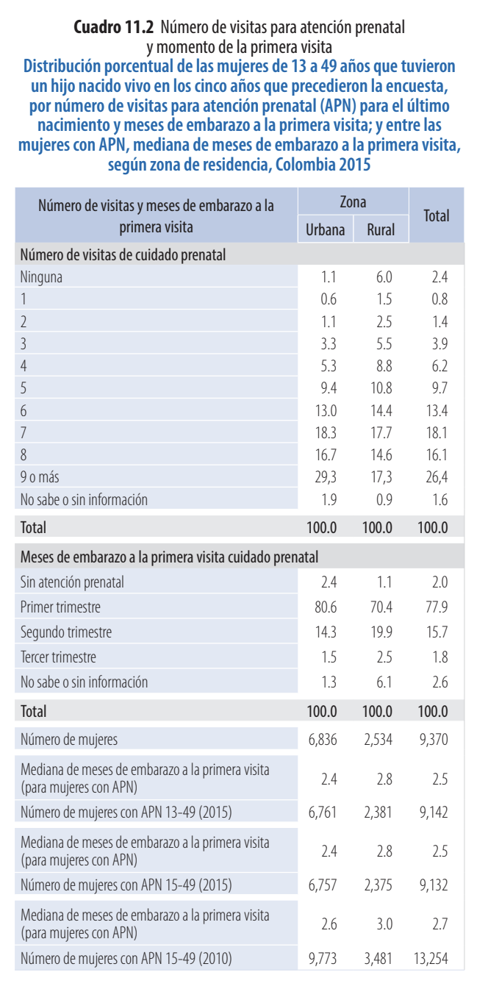 Cuadro 11.2 Número de visitas para atención prenatal
y momento de la primera visita
Distribución porcentual de las mujeres de 13 a 49 años que tuvieron
un hijo nacido vivo en los cinco años que precedieron la encuesta,
por número de visitas para atención prenatal (APN) para el último
nacimiento y meses de embarazo a la primera visita; y entre las
mujeres con APN, mediana de meses de embarazo a la primera visita,
según zona de residencia, Colombia 2015
Número de visitas y meses de embarazo a la
primera visita
Zona
Total
Urbana Rural
Número de visitas de cuidado prenatal
Ninguna 1.1 6.0 2.4
1 0.6 1.5 0.8
2 1.1 2.5 1.4
3 3.3 5.5 3.9
4 5.3 8.8 6.2
5 9.4 10.8 9.7
6 13.0 14.4 13.4
7 18.3 17.7 18.1
8 16.7 14.6 16.1
9 o más 29,3 17,3 26,4
No sabe o sin información 1.9 0.9 1.6
Total 100.0 100.0 100.0
Meses de embarazo a la primera visita cuidado prenatal
Sin atención prenatal 2.4 1.1 2.0
Primer trimestre 80.6 70.4 77.9
Segundo trimestre 14.3 19.9 15.7
Tercer trimestre 1.5 2.5 1.8
No sabe o sin información 1.3 6.1 2.6
Total 100.0 100.0 100.0
Número de mujeres 6,836 2,534 9,370
Mediana de meses de embarazo a la primera visita
(para mujeres con APN) 2.4 2.8 2.5
Número de mujeres con APN 13-49 (2015) 6,761 2,381 9,142
Mediana de meses de embarazo a la primera visita
(para mujeres con APN) 2.4 2.8 2.5
Número de mujeres con APN 15-49 (2015) 6,757 2,375 9,132
Mediana de meses de embarazo a la primera visita
(para mujeres con APN) 2.6 3.0 2.7
Número de mujeres con APN 15-49 (2010) 9,773 3,481 13,254